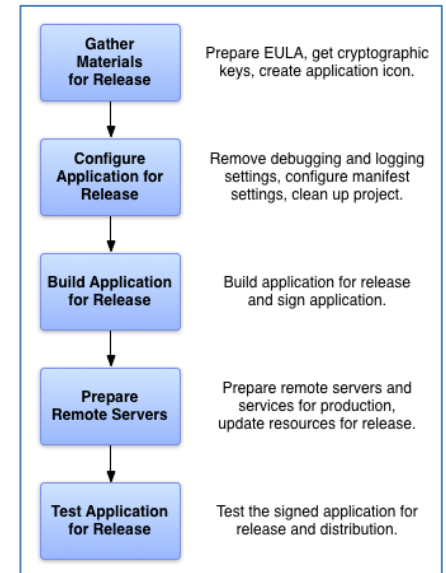 Gather
Materials
for Release
Prepare EULA, get cryptographic
keys, create application icon.
Configure
Application for
Release
Remove debugging and logging
settings, configure manifest
settings, clean up project.
Build Application
for Release
Build application for release
and sign application.
Prepare
Remote Servers
Prepare remote servers and
services for production,
update resources for release.
Test Application
for Release
Test the signed application for
release and distribution.